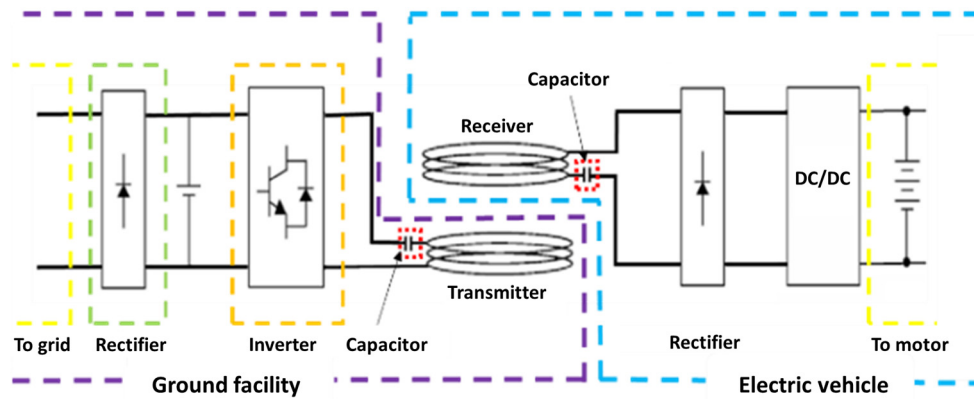 Capacitor
Receiver
DC/DC
Transmitter
To grid
Rectifier
Inverter
Capacitor
Rectifier
To motor
Ground facility
Electric vehicle